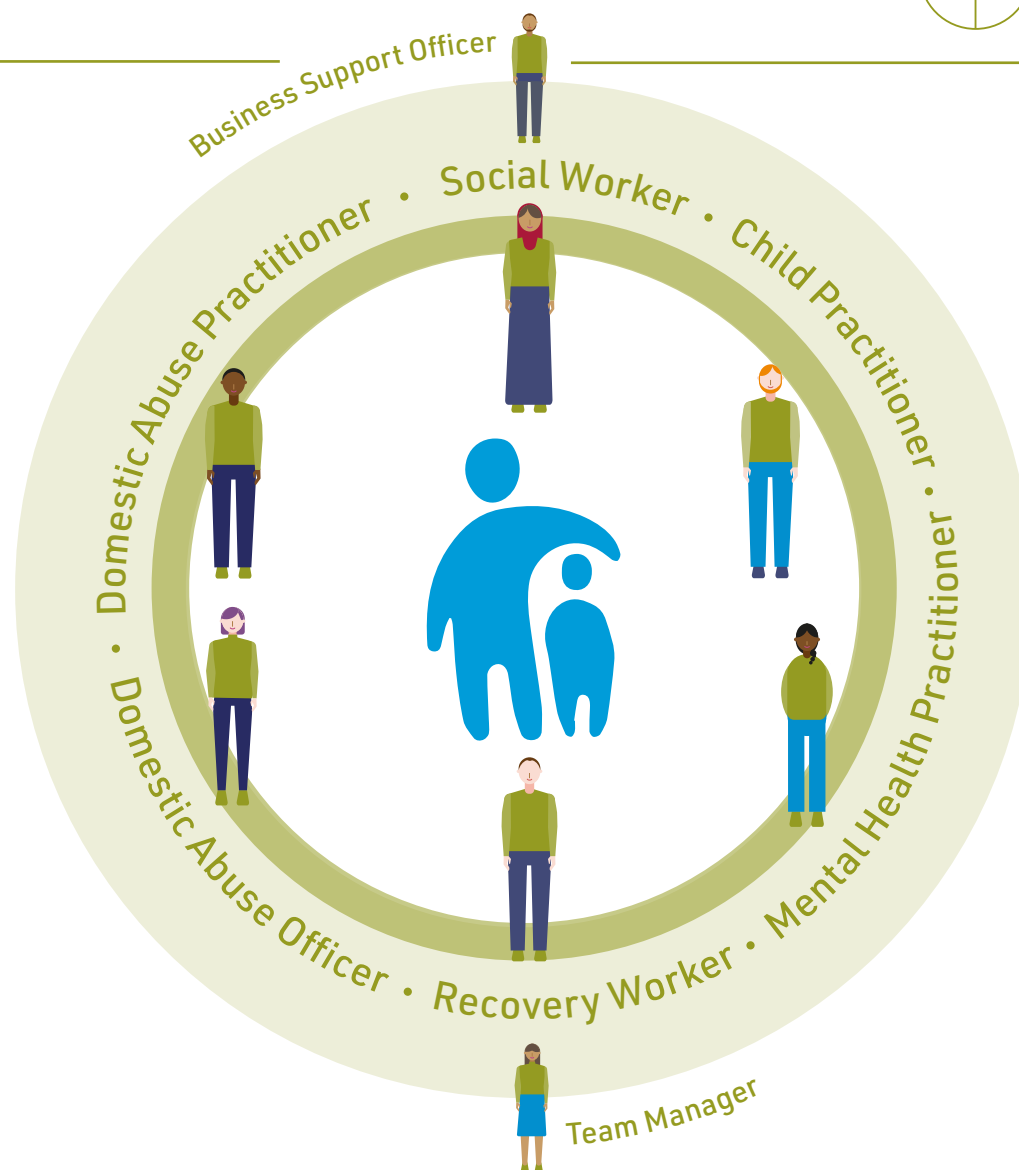 Business Support Officer
Social Worker • Child Practitioner • Mental Health Practitioner • Recovery Worker • Domestic Abuse Officer • Domestic Abuse Practitioner •
Team Manager